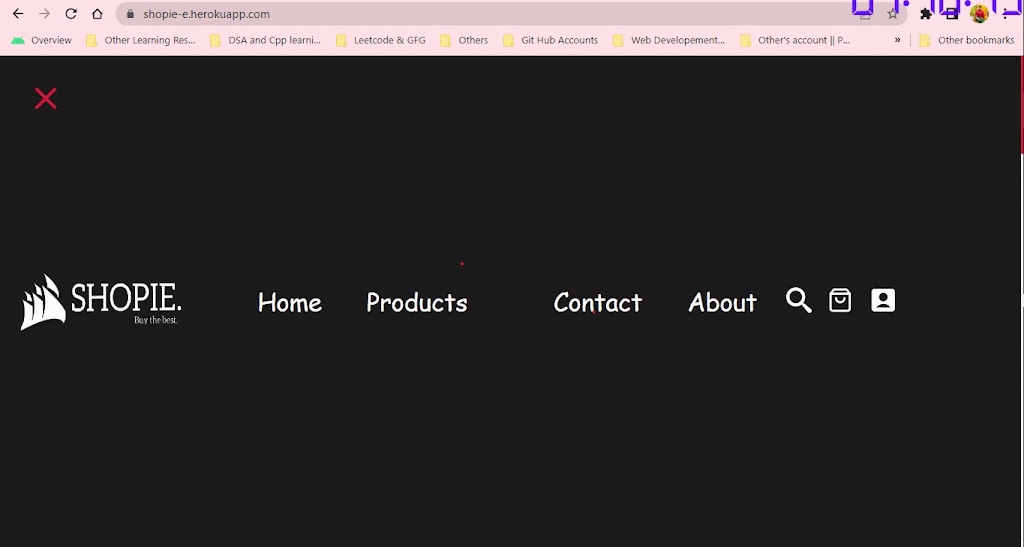 shopie-e.herokuapp.com
Overview Other Learning Res... DSA and Cpp learni... Leetcode & GFG Others Git Hub Accounts Web Developement... Other's account || P... » Other bookmarks
SHOPIE.
Buy the best.
Home Products Contact About